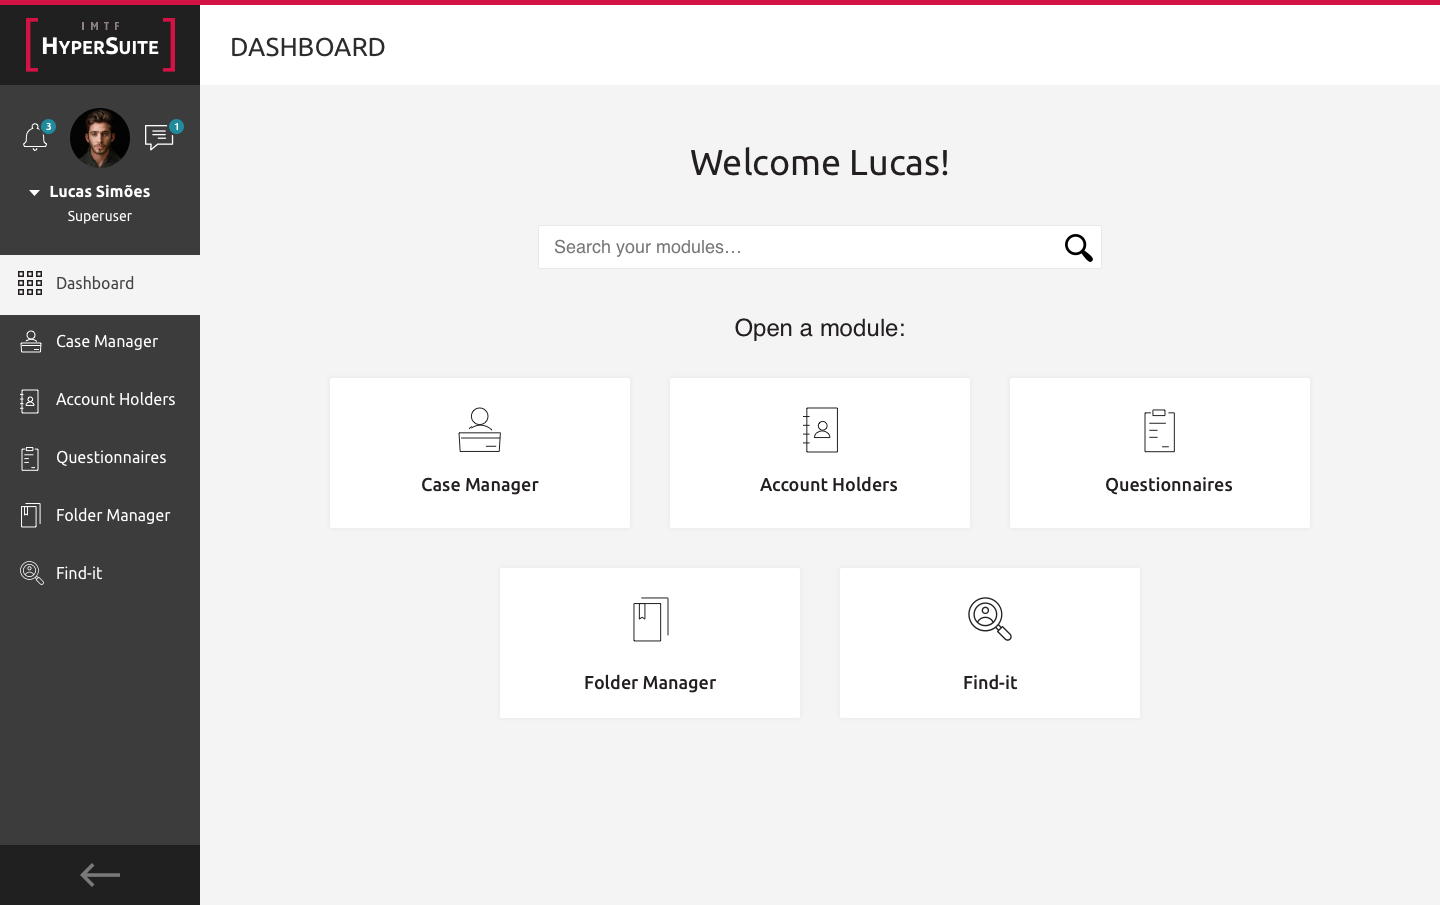 IMTF
HYPERSUITE
DASHBOARD
3
1
Lucas Simões
Superuser
Dashboard
Case Manager
Account Holders
Questionnaires
Folder Manager
Find-it
Welcome Lucas!
Search your modules...
Open a module:
Case Manager
Account Holders
Questionnaires
Folder Manager
Find-it